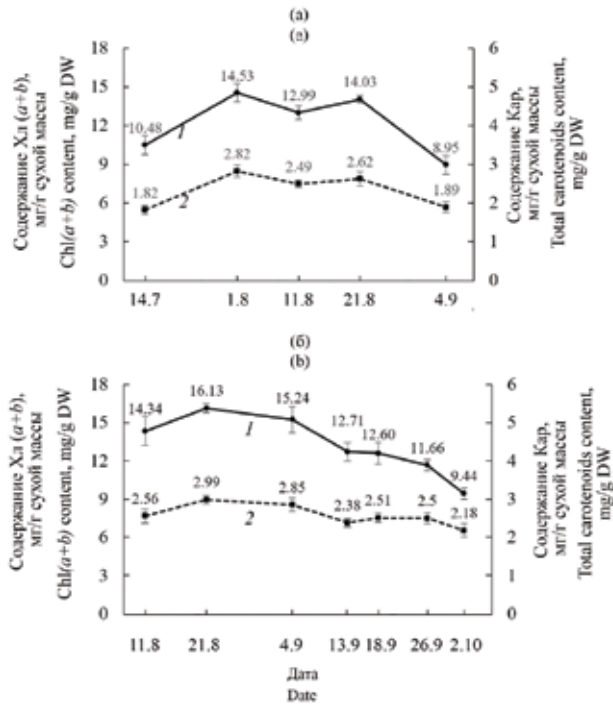 (а)
(a)
Содержание Хл (a+b),
мг/г сухой массы
Chl(a+b) content, mg/g DW
18
15
12
9
6
3
0
10.48
14.53
12.99
14.03
8.95
1
1.82
2.82
2.49
2.62
1.89
2
6
5
4
3
2
1
0
Содержание Кар,
мг/г сухой массы
Total carotenoids content,
mg/g DW
14.7 1.8 11.8 21.8 4.9
(б)
(b)
Содержание Хл (a+b),
мг/г сухой массы
Chl(a+b) content, mg/g DW
18
15
12
9
6
3
0
14.34
16.13
15.24
12.71
12.60
11.66
9.44
1
2.56
2.99
2.85
2.38
2.51
2.5
2.18
2
6
5
4
3
2
1
0
Содержание Кар,
мг/г сухой массы
Total carotenoids content,
mg/g DW
11.8 21.8 4.9 13.9 18.9 26.9 2.10
Дата
Date